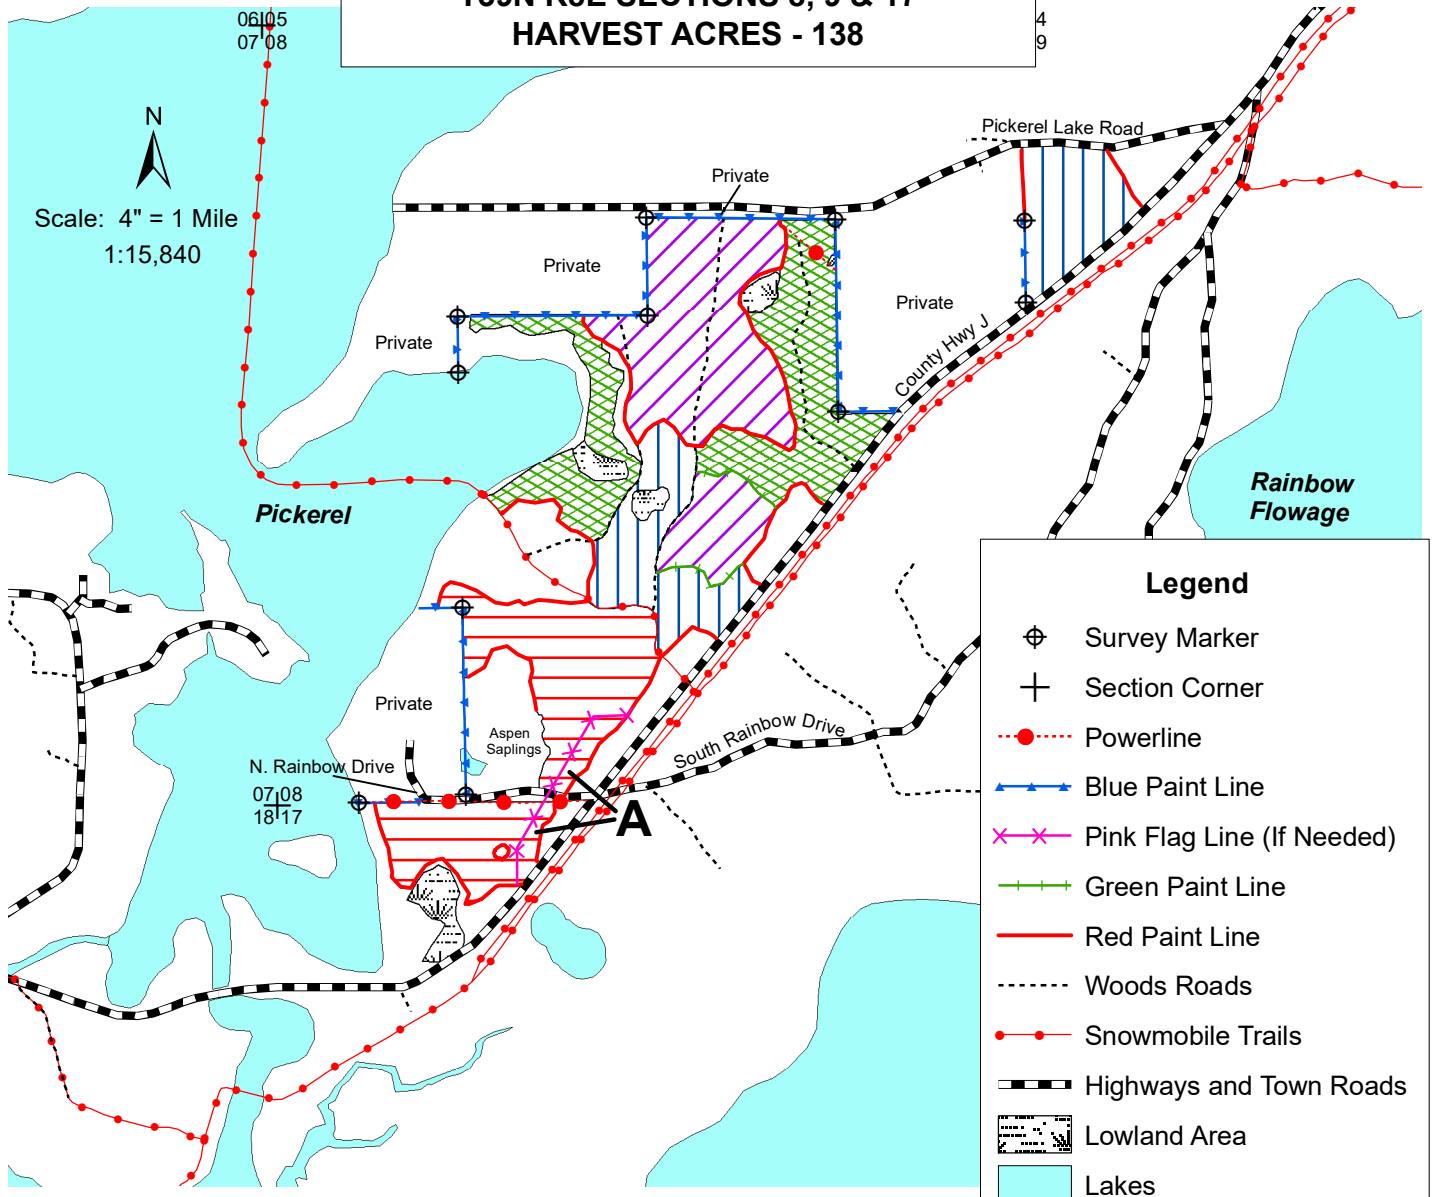 HARVEST ACRES - 138
06 05
07 08
4
9
N
Scale: 4" = 1 Mile
1:15,840
Pickerel Lake Road
Private
Private
Private
Private
County Hwy J
Pickerel
Rainbow
Flowage
Private
Aspen
Saplings
South Rainbow Drive
N. Rainbow Drive
07 08
18 17
A
Legend
Survey Marker
Section Corner
Powerline
Blue Paint Line
Pink Flag Line (If Needed)
Green Paint Line
Red Paint Line
Woods Roads
Snowmobile Trails
Highways and Town Roads
Lowland Area
Lakes